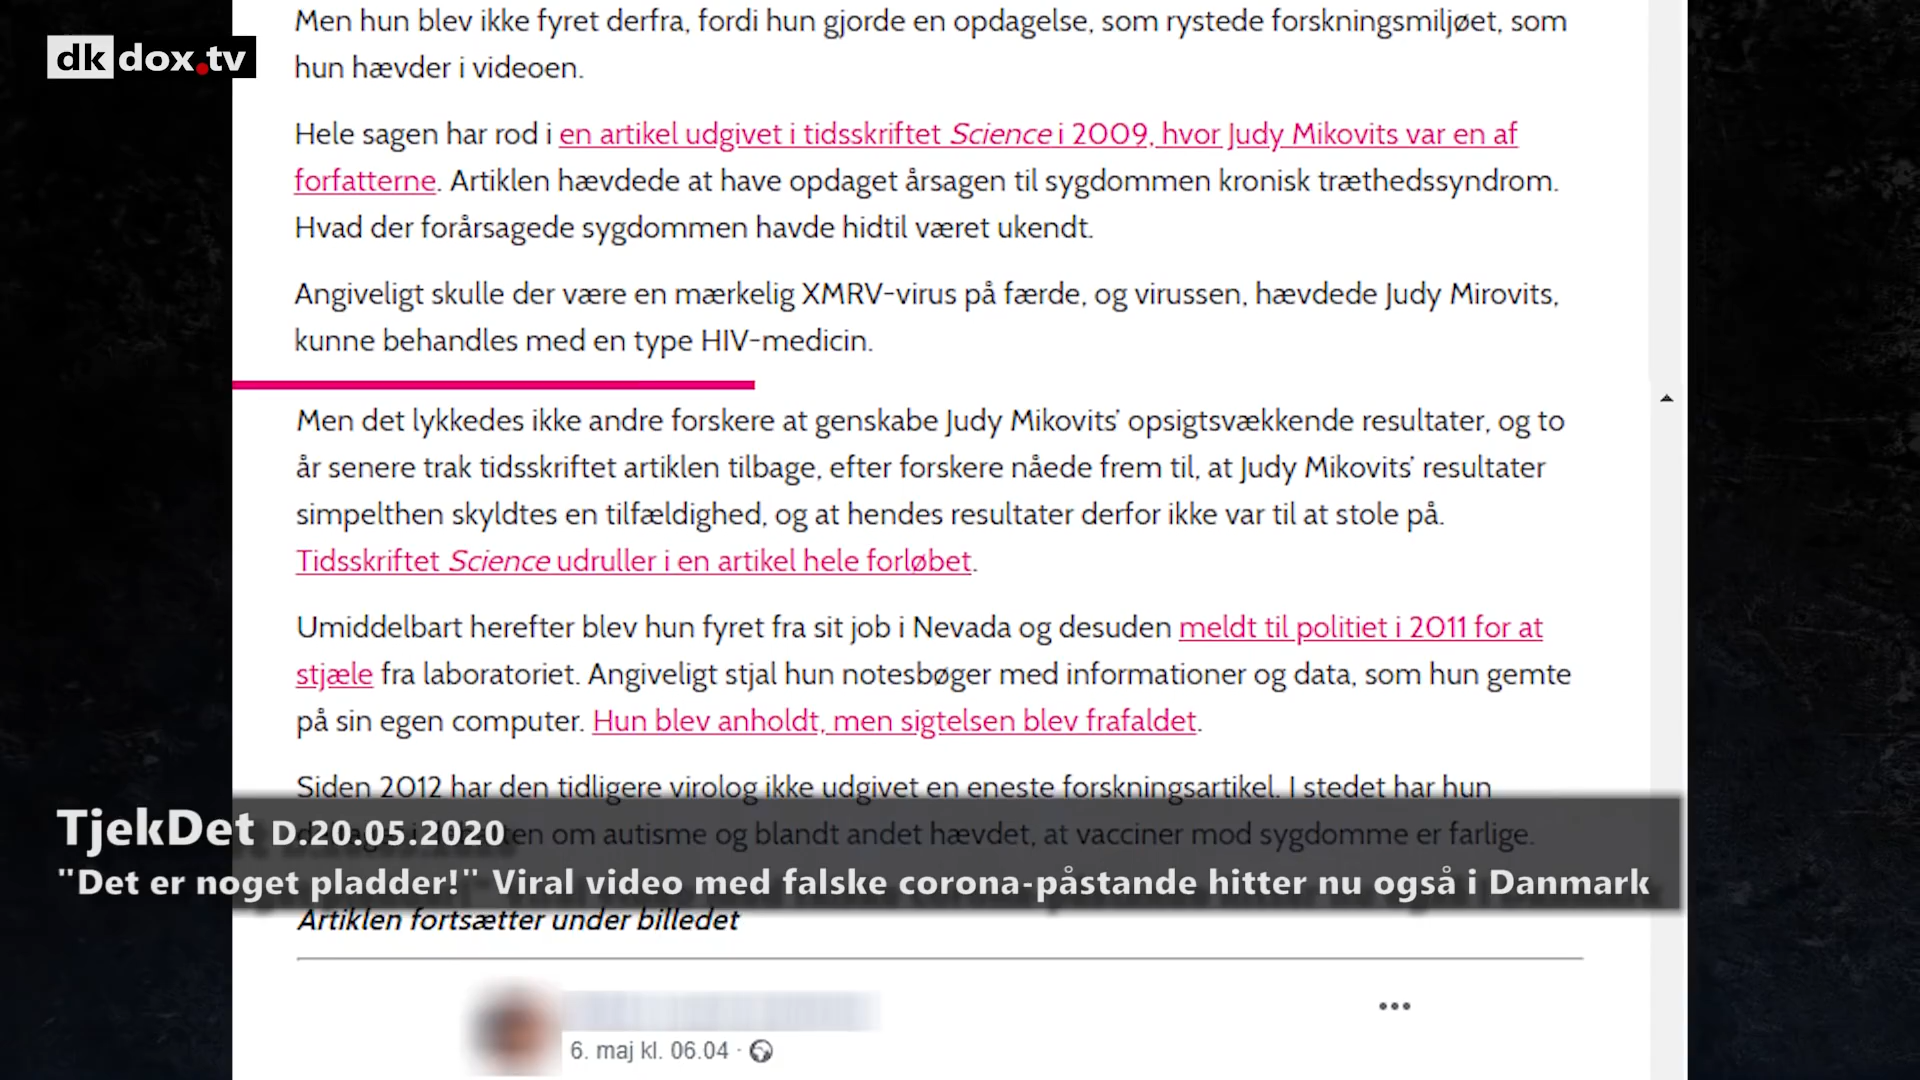 dk dox.tv
Men hun blev ikke fyret derfra, fordi hun gjorde en opdagelse, som rystede forskningsmiljøet, som
hun hævder i videoen.
Hele sagen har rod i en artikel udgivet i tidsskriftet Science i 2009, hvor Judy Mikovits var en af
forfatterne. Artiklen hævdede at have opdaget årsagen til sygdommen kronisk træthedssyndrom.
Hvad der forårsagede sygdommen havde hidtil været ukendt.
Angiveligt skulle der være en mærkelig XMRV-virus på færde, og virussen, hævdede Judy Mirovits,
kunne behandles med en type HIV-medicin.
Men det lykkedes ikke andre forskere at genskabe Judy Mikovits' opsigtsvækkende resultater, og to
år senere trak tidsskriftet artiklen tilbage, efter forskere nåede frem til, at Judy Mikovits' resultater
simpelthen skyldtes en tilfældighed, og at hendes resultater derfor ikke var til at stole på.
Tidsskriftet Science udruller i en artikel hele forløbet.
Umiddelbart herefter blev hun fyret fra sit job i Nevada og desuden meldt til politiet i 2011 for at
stjæle fra laboratoriet. Angiveligt stjal hun notesbøger med informationer og data, som hun gemte
på sin egen computer. Hun blev anholdt, men sigtelsen blev frafaldet.
Siden 2012 har den tidligere virolog ikke udgivet en eneste forskningsartikel. I stedet har hun
om autisme og blandt andet hævdet, at vacciner mod sygdomme er farlige.
TjekDet D.20.05.2020
"Det er noget pladder!" Viral video med falske corona-påstande hitter nu også i Danmark
Artiklen fortsætter under billedet
6. maj kl. 06.04 ·